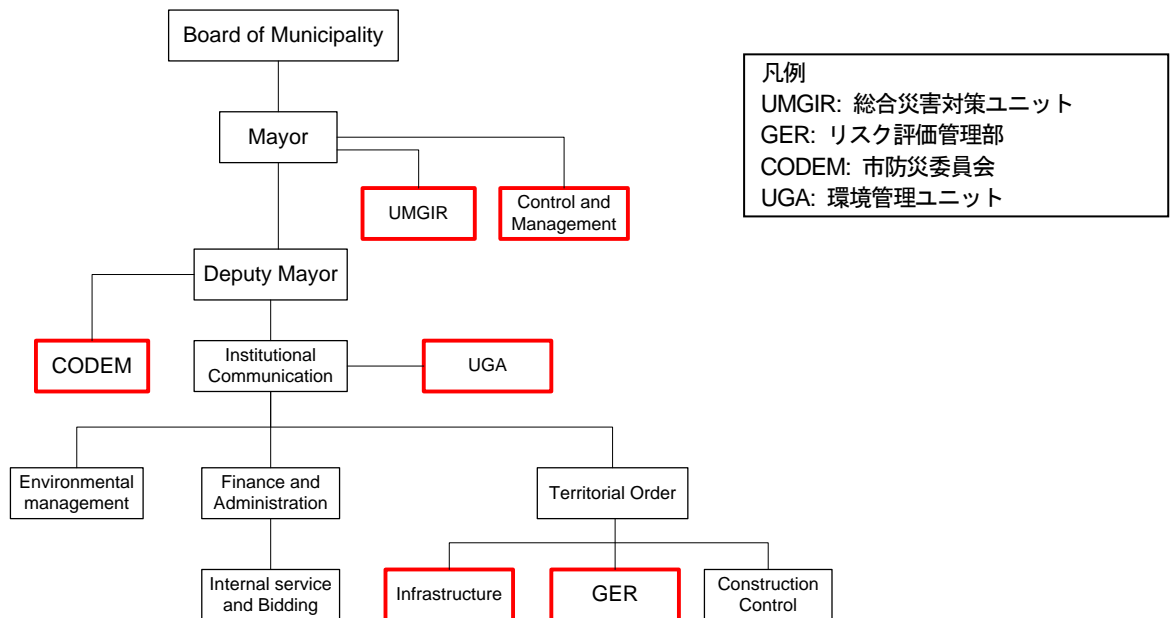 Board of Municipality
Mayor
UMGIR
Control and
Management
Deputy Mayor
CODEM
Institutional
Communication
UGA
Environmental
management
Finance and
Administration
Territorial Order
Internal service
and Bidding
Infrastructure
GER
Construction
Control
凡例
UMGIR: 総合災害対策ユニット
GER: リスク評価管理部
CODEM: 市防災委員会
UGA: 環境管理ユニット